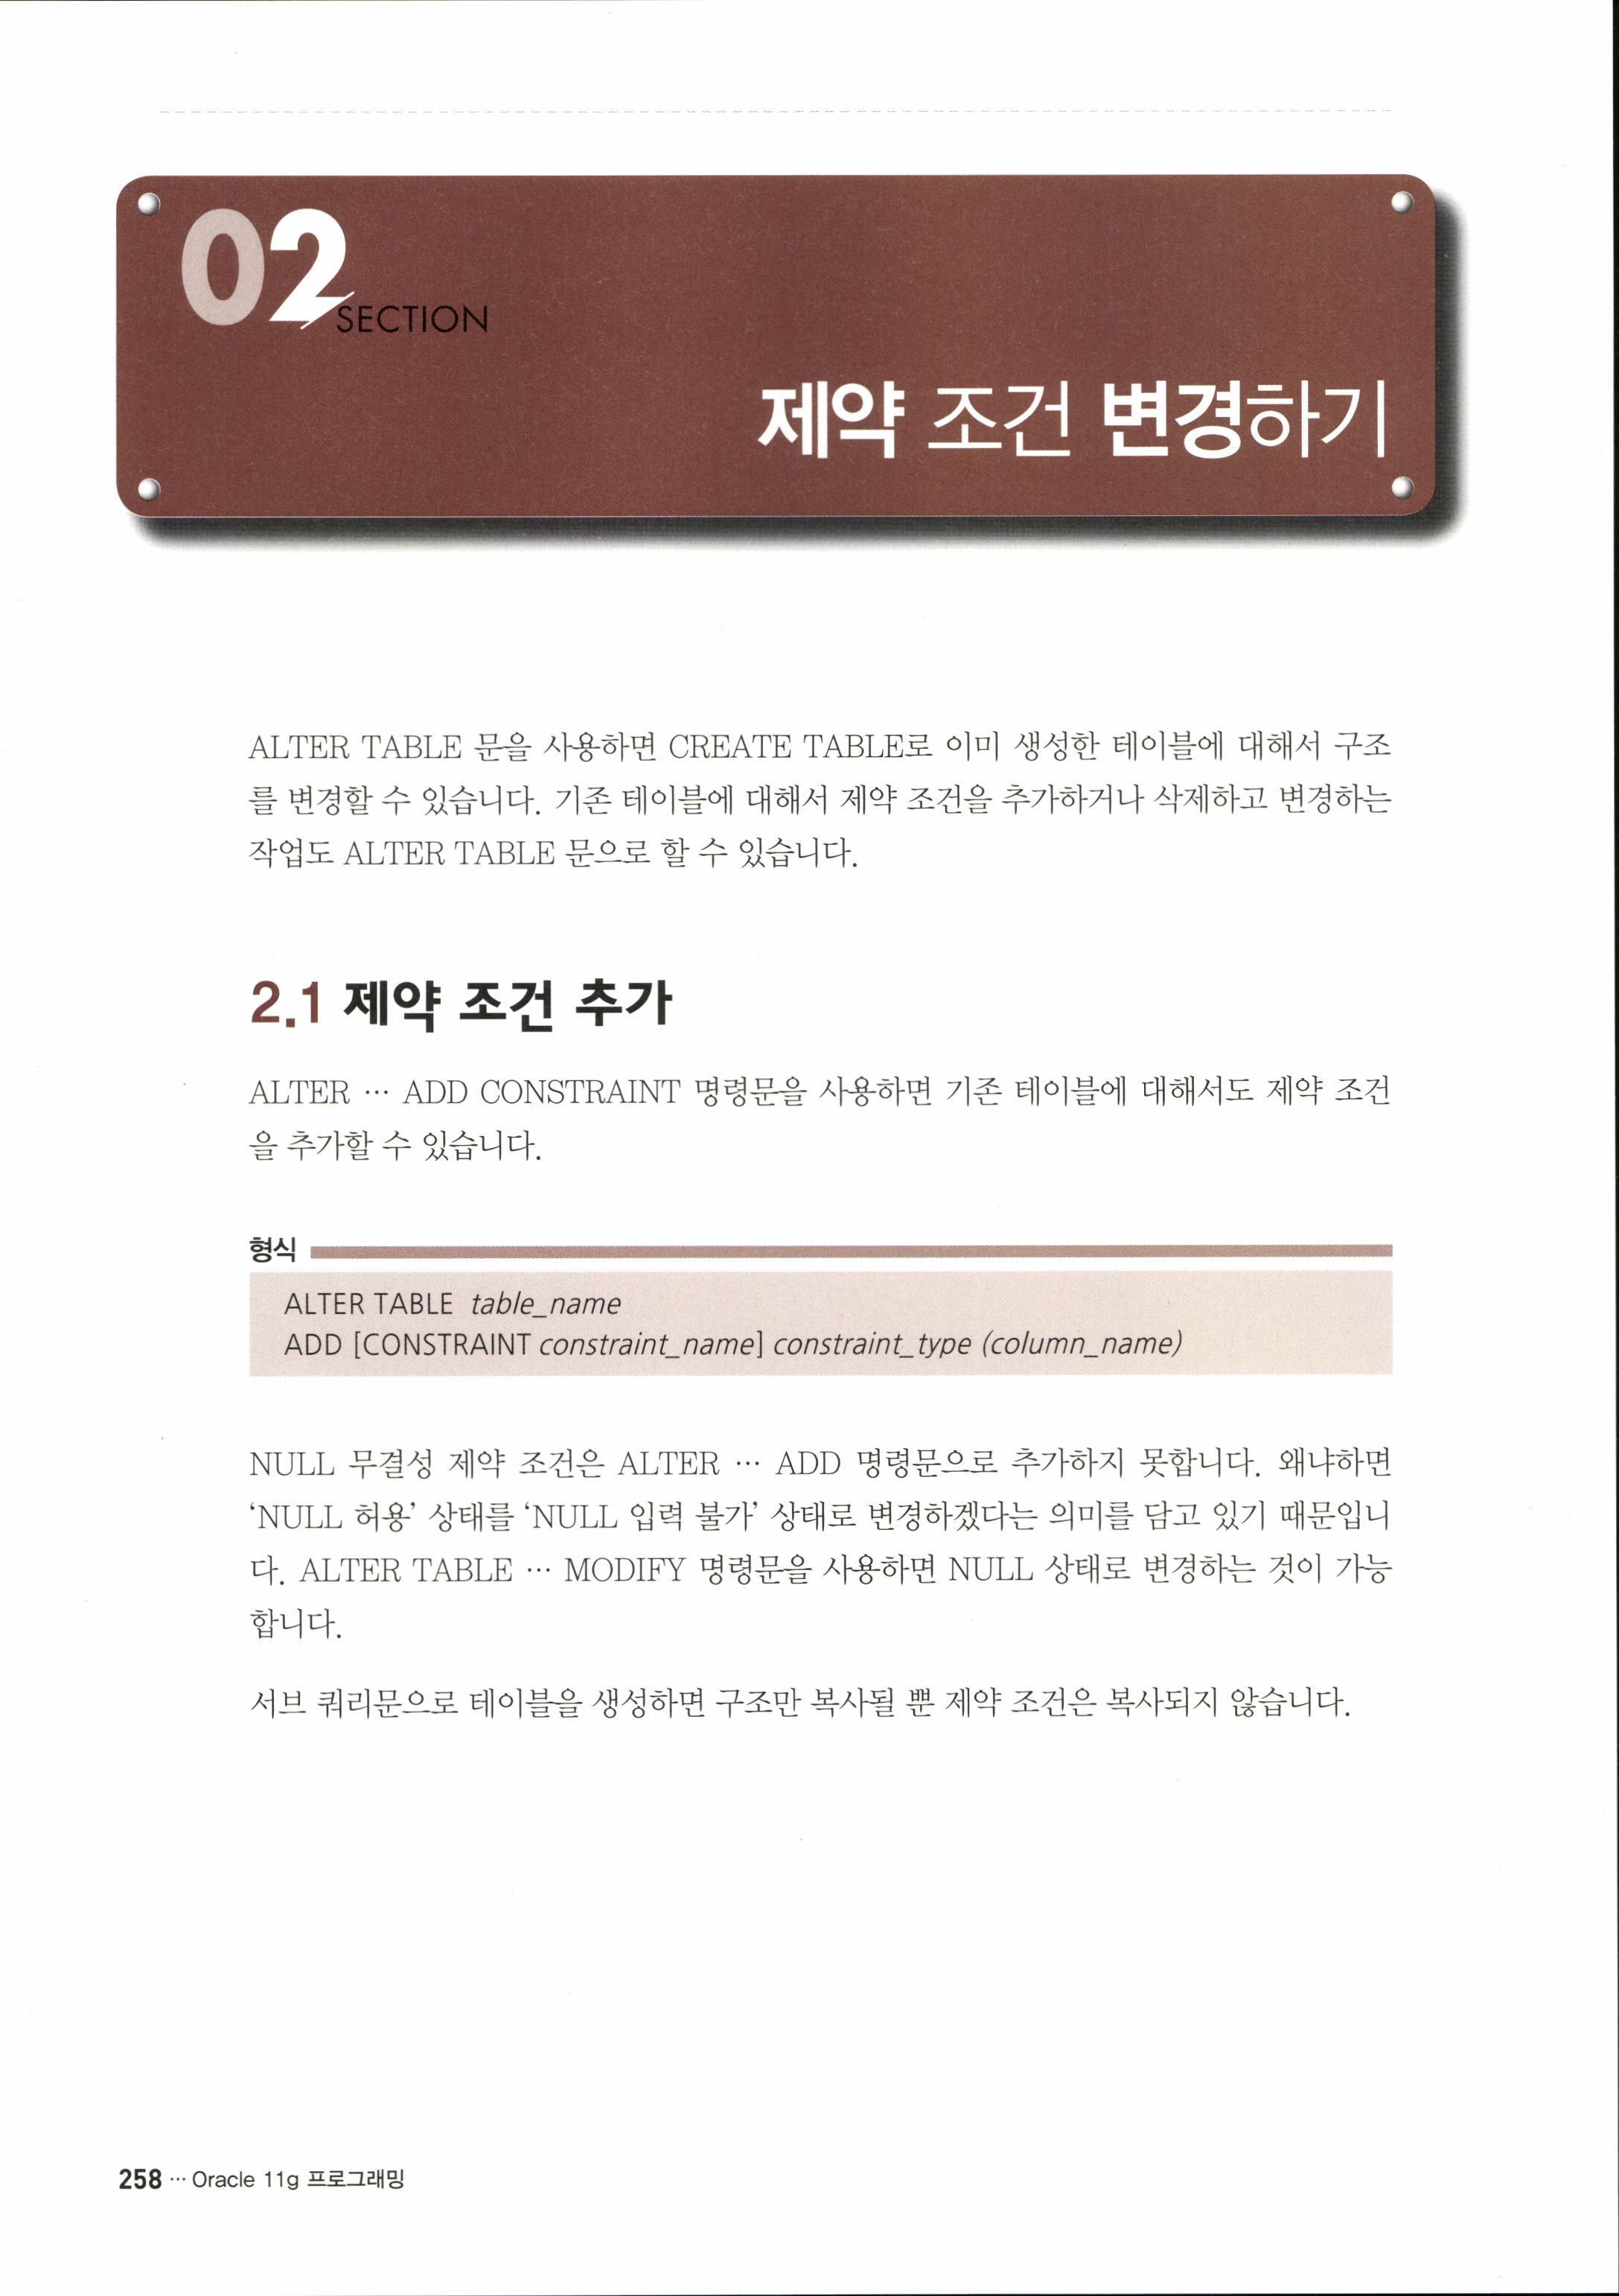 02 SECTION
제약 조건 변경하기
ALTER TABLE 문을 사용하면 CREATE TABLE로 이미 생성한 테이블에 대해서 구조
를 변경할 수 있습니다. 기존 테이블에 대해서 제약 조건을 추가하거나 삭제하고 변경하는
작업도 ALTER TABLE 문으로 할 수 있습니다.
2.1 제약 조건 추가
ALTER … ADD CONSTRAINT 명령문을 사용하면 기존 테이블에 대해서도 제약 조건
을 추가할 수 있습니다.
형식
ALTER TABLE table_name
ADD [CONSTRAINT constraint_name] constraint_type (column_name)
NULL 무결성 제약 조건은 ALTER … ADD 명령문으로 추가하지 못합니다. 왜냐하면
‘NULL 허용’ 상태를 ‘NULL 입력 불가’ 상태로 변경하겠다는 의미를 담고 있기 때문입니
다. ALTER TABLE … MODIFY 명령문을 사용하면 NULL 상태로 변경하는 것이 가능
합니다.
서브 쿼리문으로 테이블을 생성하면 구조만 복사될 뿐 제약 조건은 복사되지 않습니다.
258 … Oracle 11g 프로그래밍